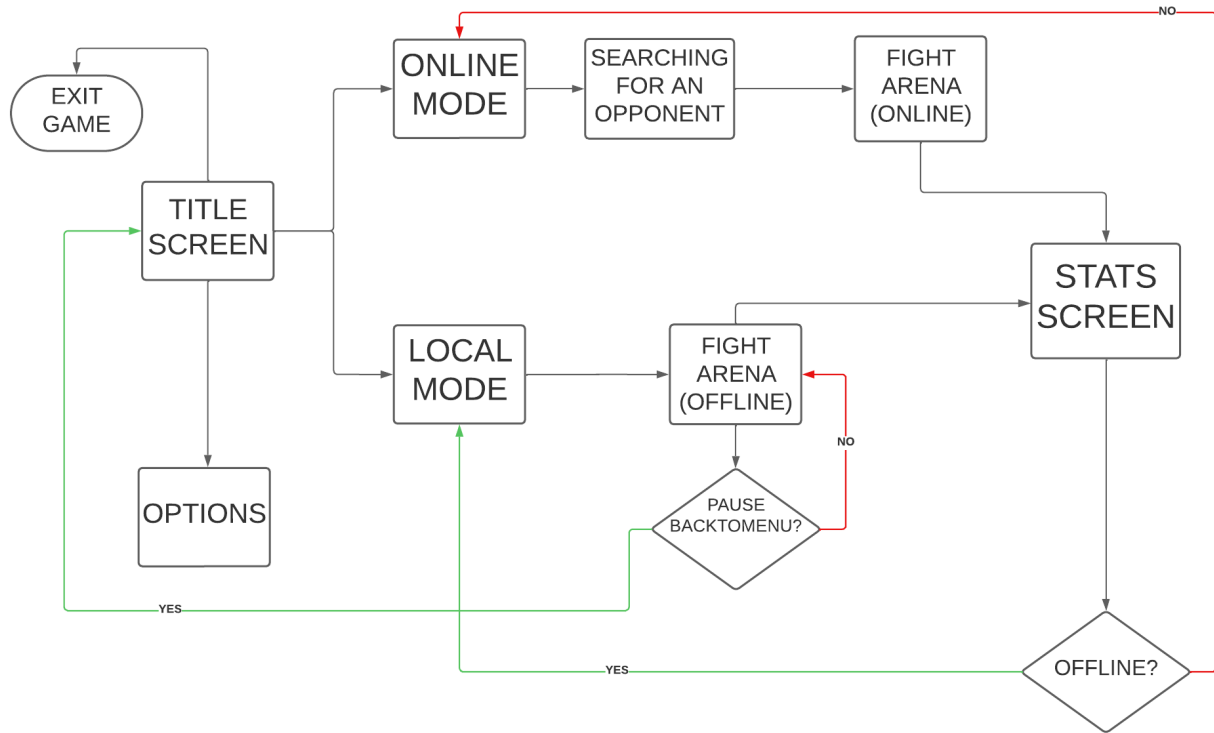 NO
ONLINE
MODE
SEARCHING
FOR AN
OPPONENT
FIGHT
ARENA
(ONLINE)
EXIT
GAME
TITLE
SCREEN
STATS
SCREEN
LOCAL
MODE
FIGHT
ARENA
(OFFLINE)
NO
OPTIONS
PAUSE
BACKTOMENU?
YES
YES
OFFLINE?